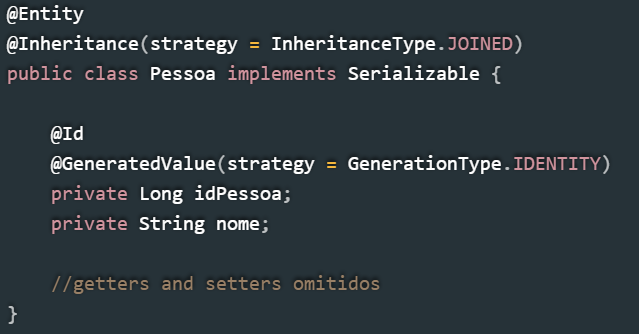 @Entity
@Inheritance(strategy = InheritanceType.JOINED)
public class Pessoa implements Serializable {
@Id
@GeneratedValue(strategy = GenerationType.IDENTITY)
private Long idPessoa;
private String nome;
//getters and setters omitidos
}